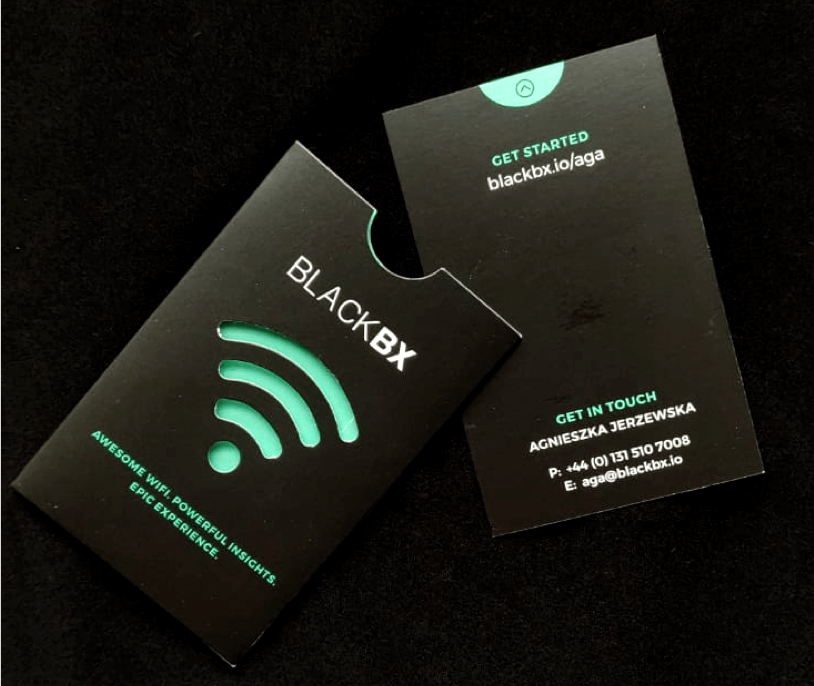 BLACKBX
AWESOME WIFI. POWERFUL INSIGHTS.
EPIC EXPERIENCE.
GET STARTED
blackbx.io/aga
GET IN TOUCH
AGNIESZKA JERZEWSKA
P: +44 (0) 131 510 7008
E: aga@blackbx.io